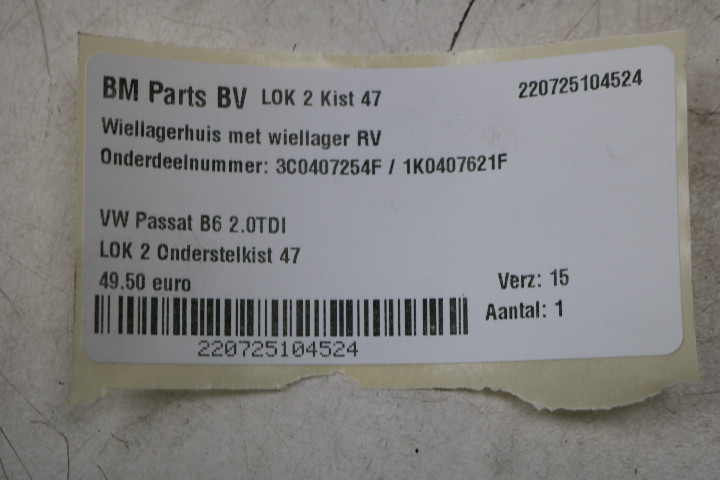 BM Parts BV LOK 2 Kist 47 220725104524
Wiellagerhuis met wiellager RV
Onderdeelnummer: 3C0407254F / 1K0407621F
VW Passat B6 2.0TDI
LOK 2 Onderstelkist 47
49.50 euro Verz: 15
Aantal: 1
220725104524